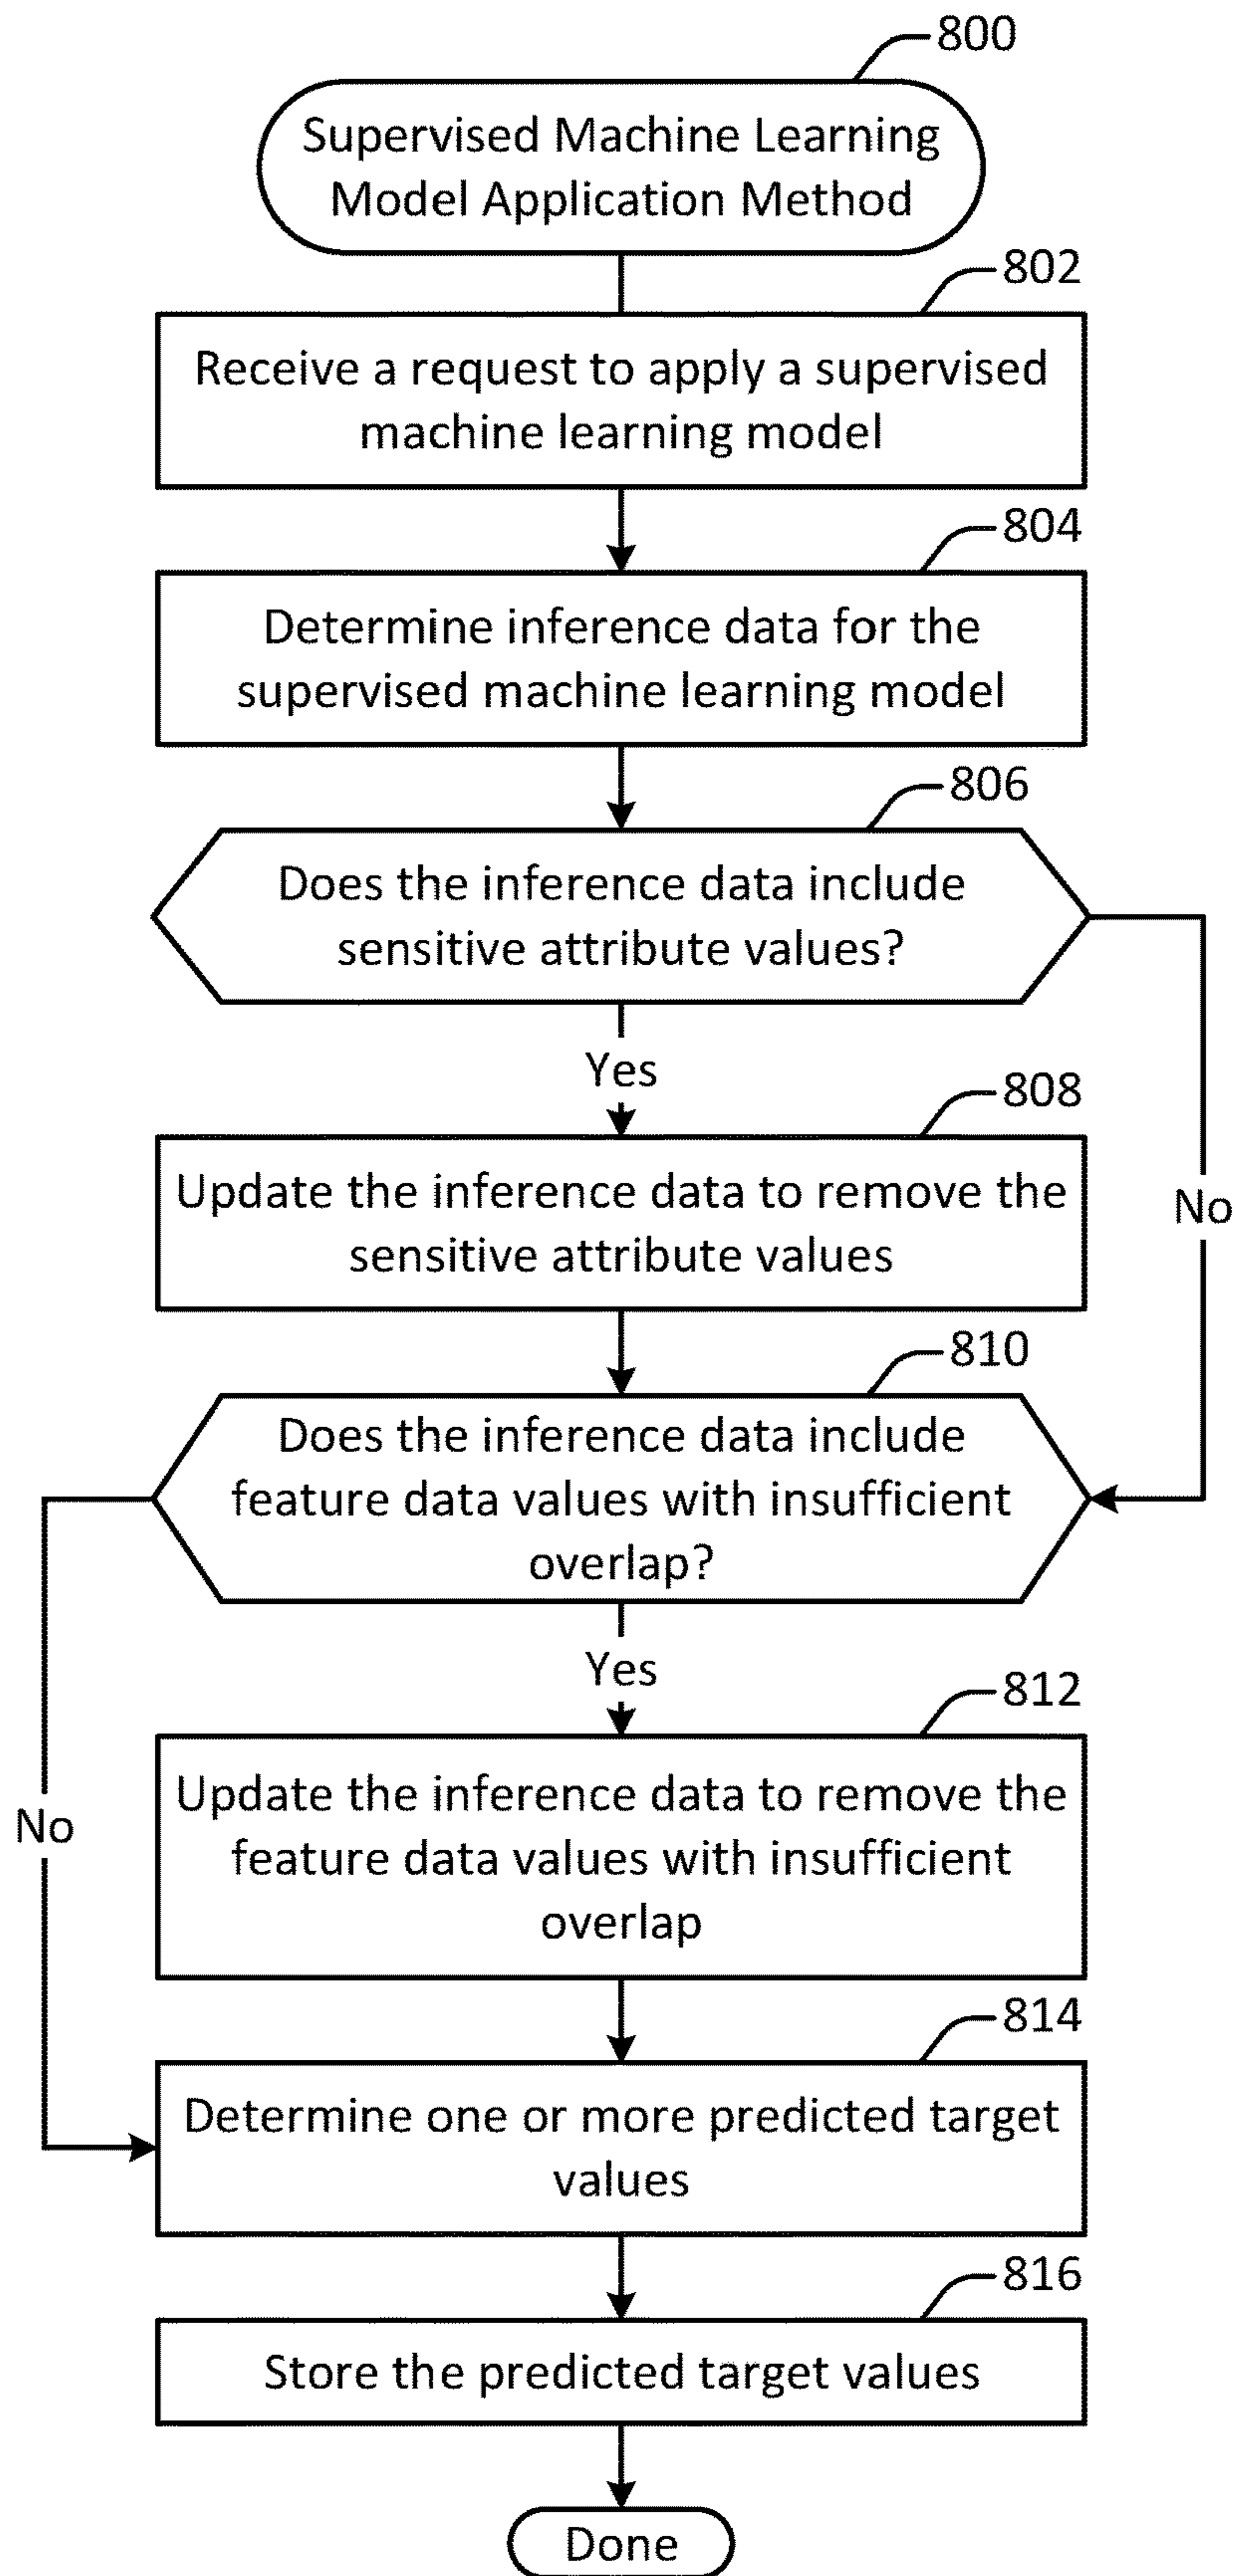 800
Supervised Machine Learning
Model Application Method
802
Receive a request to apply a supervised
machine learning model
804
Determine inference data for the
supervised machine learning model
806
Does the inference data include
sensitive attribute values?
Yes
808
Update the inference data to remove the
sensitive attribute values
No
810
Does the inference data include
feature data values with insufficient
overlap?
Yes
812
Update the inference data to remove the
feature data values with insufficient
overlap
No
814
Determine one or more predicted target
values
816
Store the predicted target values
Done